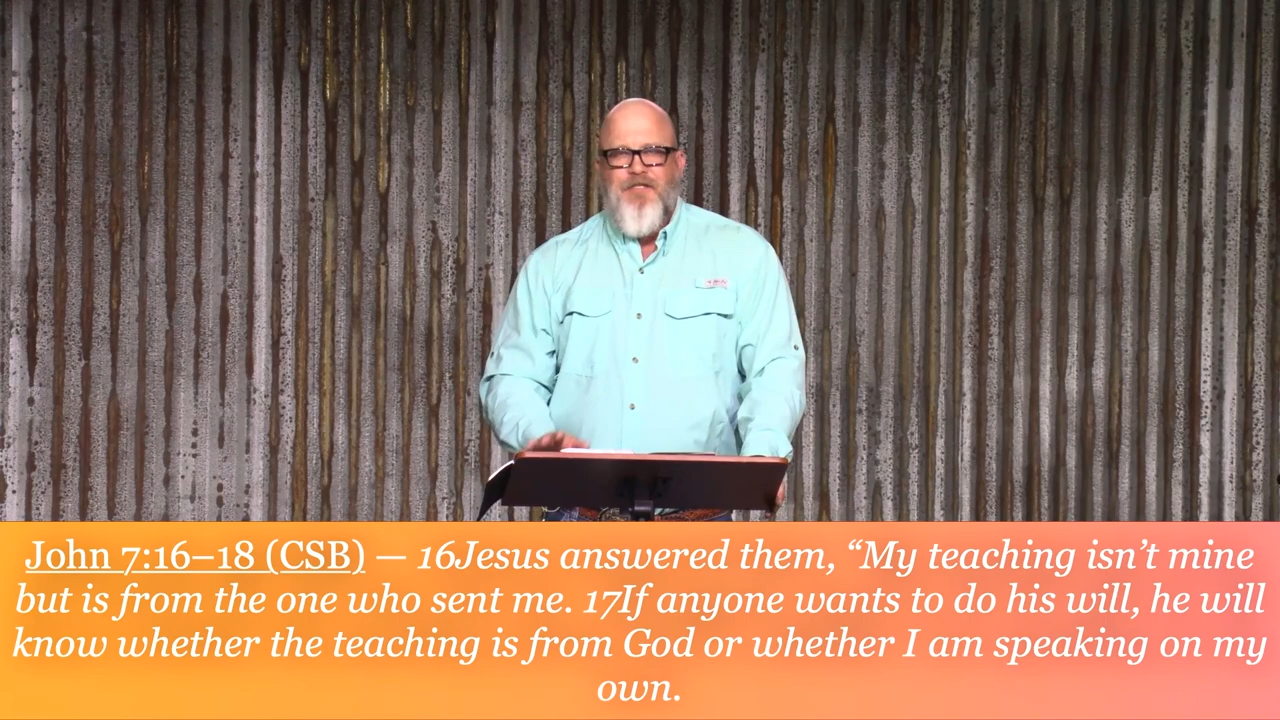 John 7:16–18 (CSB) — 16Jesus answered them, “My teaching isn’t mine
but is from the one who sent me. 17If anyone wants to do his will, he will
know whether the teaching is from God or whether I am speaking on my
own.